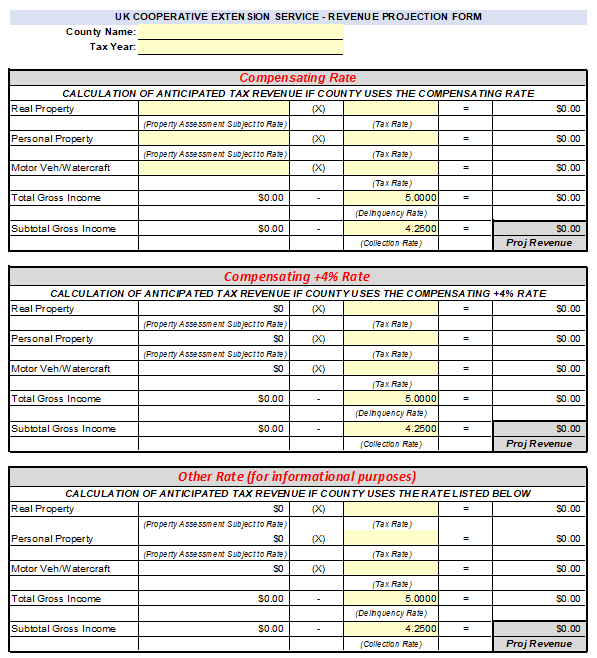 UK COOPERATIVE EXTENSION SERVICE - REVENUE PROJECTION FORM
County Name:
Tax Year:
Compensating Rate
CALCULATION OF ANTICIPATED TAX REVENUE IF COUNTY USES THE COMPENSATING RATE
Real Property (X) = $0.00
(Property Assessment Subject to Rate) (Tax Rate)
Personal Property (X) = $0.00
(Property Assessment Subject to Rate) (Tax Rate)
Motor Veh/Watercraft (X) = $0.00
(Tax Rate)
Total Gross Income $0.00 - 5.0000 = $0.00
(Delinquency Rate)
Subtotal Gross Income $0.00 - 4.2500 = $0.00
(Collection Rate) Proj Revenue
Compensating +4% Rate
CALCULATION OF ANTICIPATED TAX REVENUE IF COUNTY USES THE COMPENSATING +4% RATE
Real Property $0 (X) = $0.00
(Property Assessment Subject to Rate) (Tax Rate)
Personal Property $0 (X) = $0.00
(Property Assessment Subject to Rate) (Tax Rate)
Motor Veh/Watercraft $0 (X) = $0.00
(Tax Rate)
Total Gross Income $0.00 - 5.0000 = $0.00
(Delinquency Rate)
Subtotal Gross Income $0.00 - 4.2500 = $0.00
(Collection Rate) Proj Revenue
Other Rate (for informational purposes)
CALCULATION OF ANTICIPATED TAX REVENUE IF COUNTY USES THE RATE LISTED BELOW
Real Property $0 (X) = $0.00
(Property Assessment Subject to Rate) (Tax Rate)
Personal Property $0 (X) = $0.00
(Property Assessment Subject to Rate) (Tax Rate)
Motor Veh/Watercraft $0 (X) = $0.00
(Tax Rate)
Total Gross Income $0.00 - 5.0000 = $0.00
(Delinquency Rate)
Subtotal Gross Income $0.00 - 4.2500 = $0.00
(Collection Rate) Proj Revenue